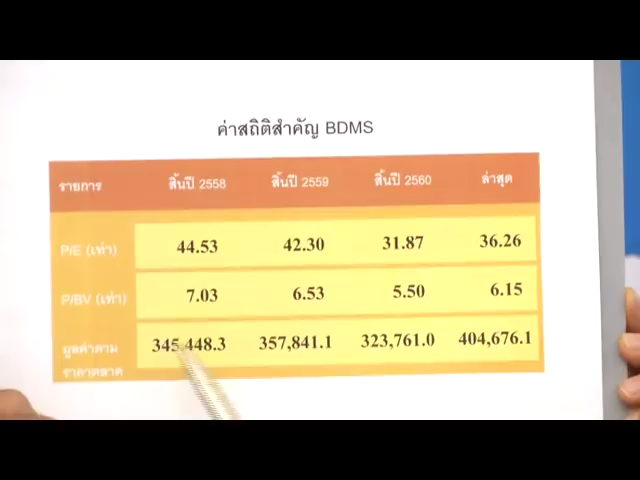 ค่าสถิติสำคัญ BDMS
รายการ สิ้นปี 2558 สิ้นปี 2559 สิ้นปี 2560 ล่าสุด
P/E (เท่า) 44.53 42.30 31.87 36.26
P/BV (เท่า) 7.03 6.53 5.50 6.15
มูลค่าตาม 345,448.3 357,841.1 323,761.0 404,676.1
ราคาตลาด